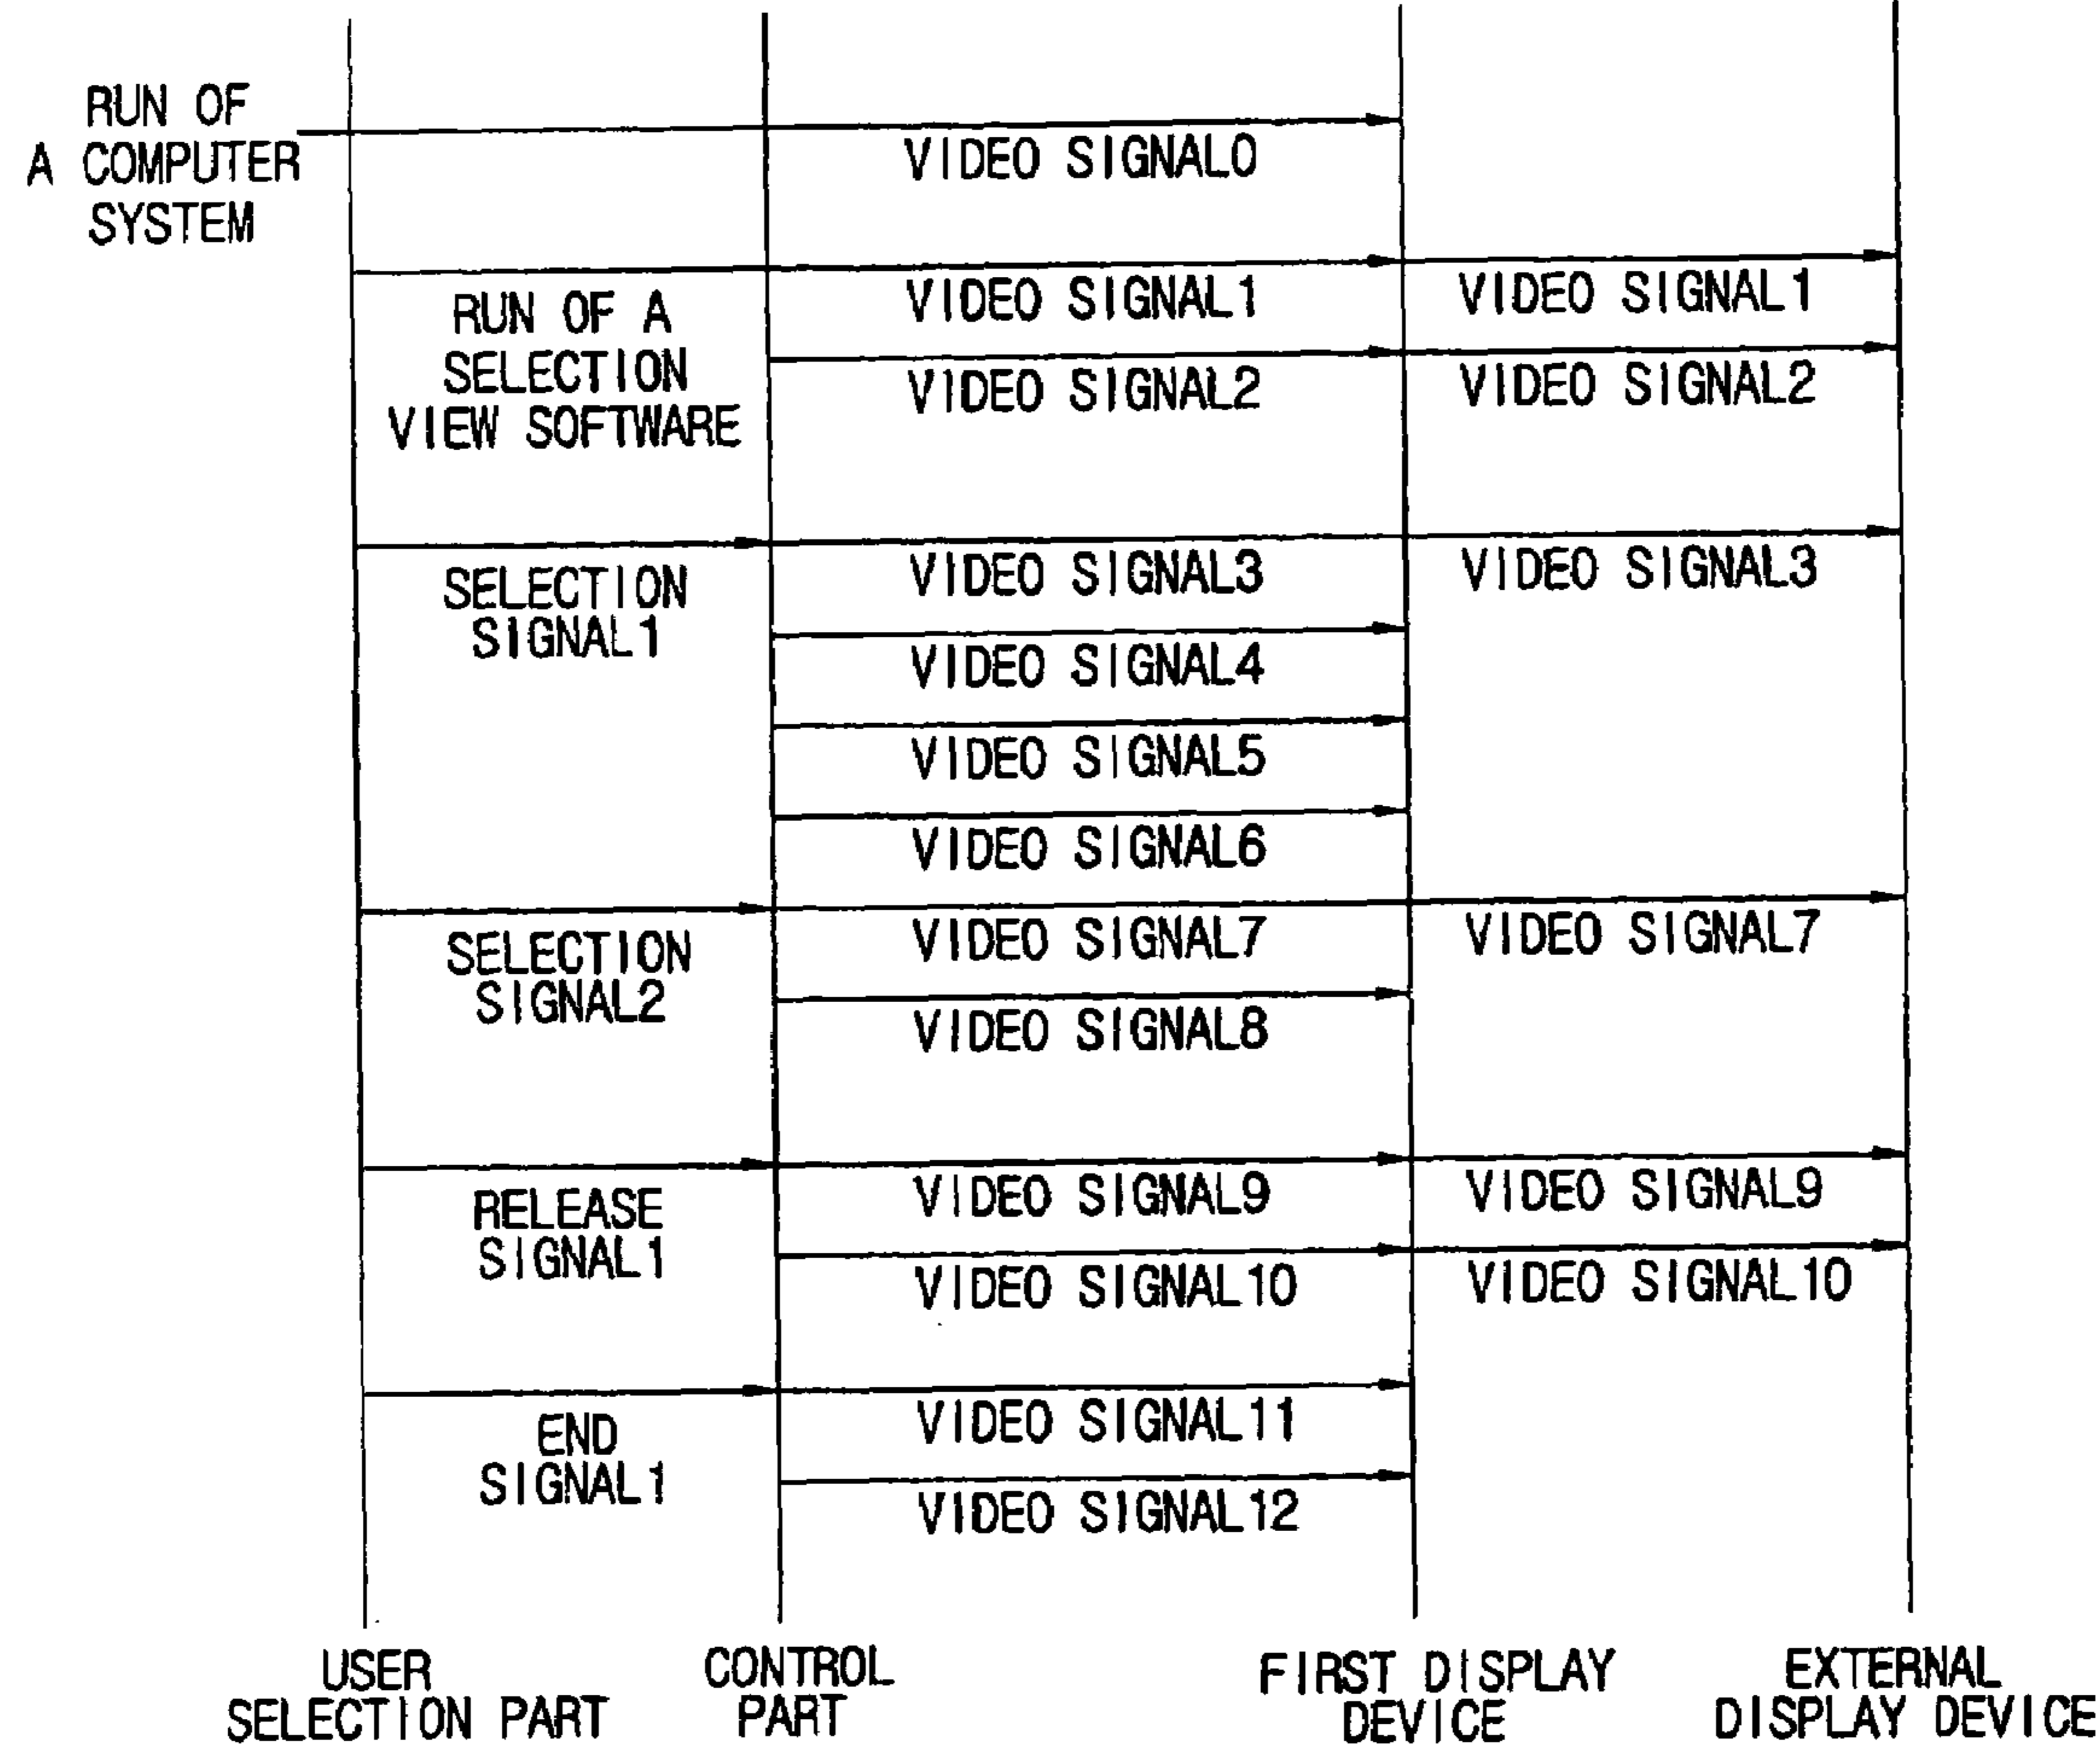 RUN OF
A COMPUTER
SYSTEM
VIDEO SIGNAL0
RUN OF A
SELECTION
VIEW SOFTWARE
VIDEO SIGNAL1
VIDEO SIGNAL1
VIDEO SIGNAL2
VIDEO SIGNAL2
SELECTION
SIGNAL1
VIDEO SIGNAL3
VIDEO SIGNAL3
VIDEO SIGNAL4
VIDEO SIGNAL5
VIDEO SIGNAL6
SELECTION
SIGNAL2
VIDEO SIGNAL7
VIDEO SIGNAL7
VIDEO SIGNAL8
RELEASE
SIGNAL1
VIDEO SIGNAL9
VIDEO SIGNAL9
VIDEO SIGNAL10
VIDEO SIGNAL10
END
SIGNAL1
VIDEO SIGNAL11
VIDEO SIGNAL12
USER
SELECTION PART
CONTROL
PART
FIRST DISPLAY
DEVICE
EXTERNAL
DISPLAY DEVICE